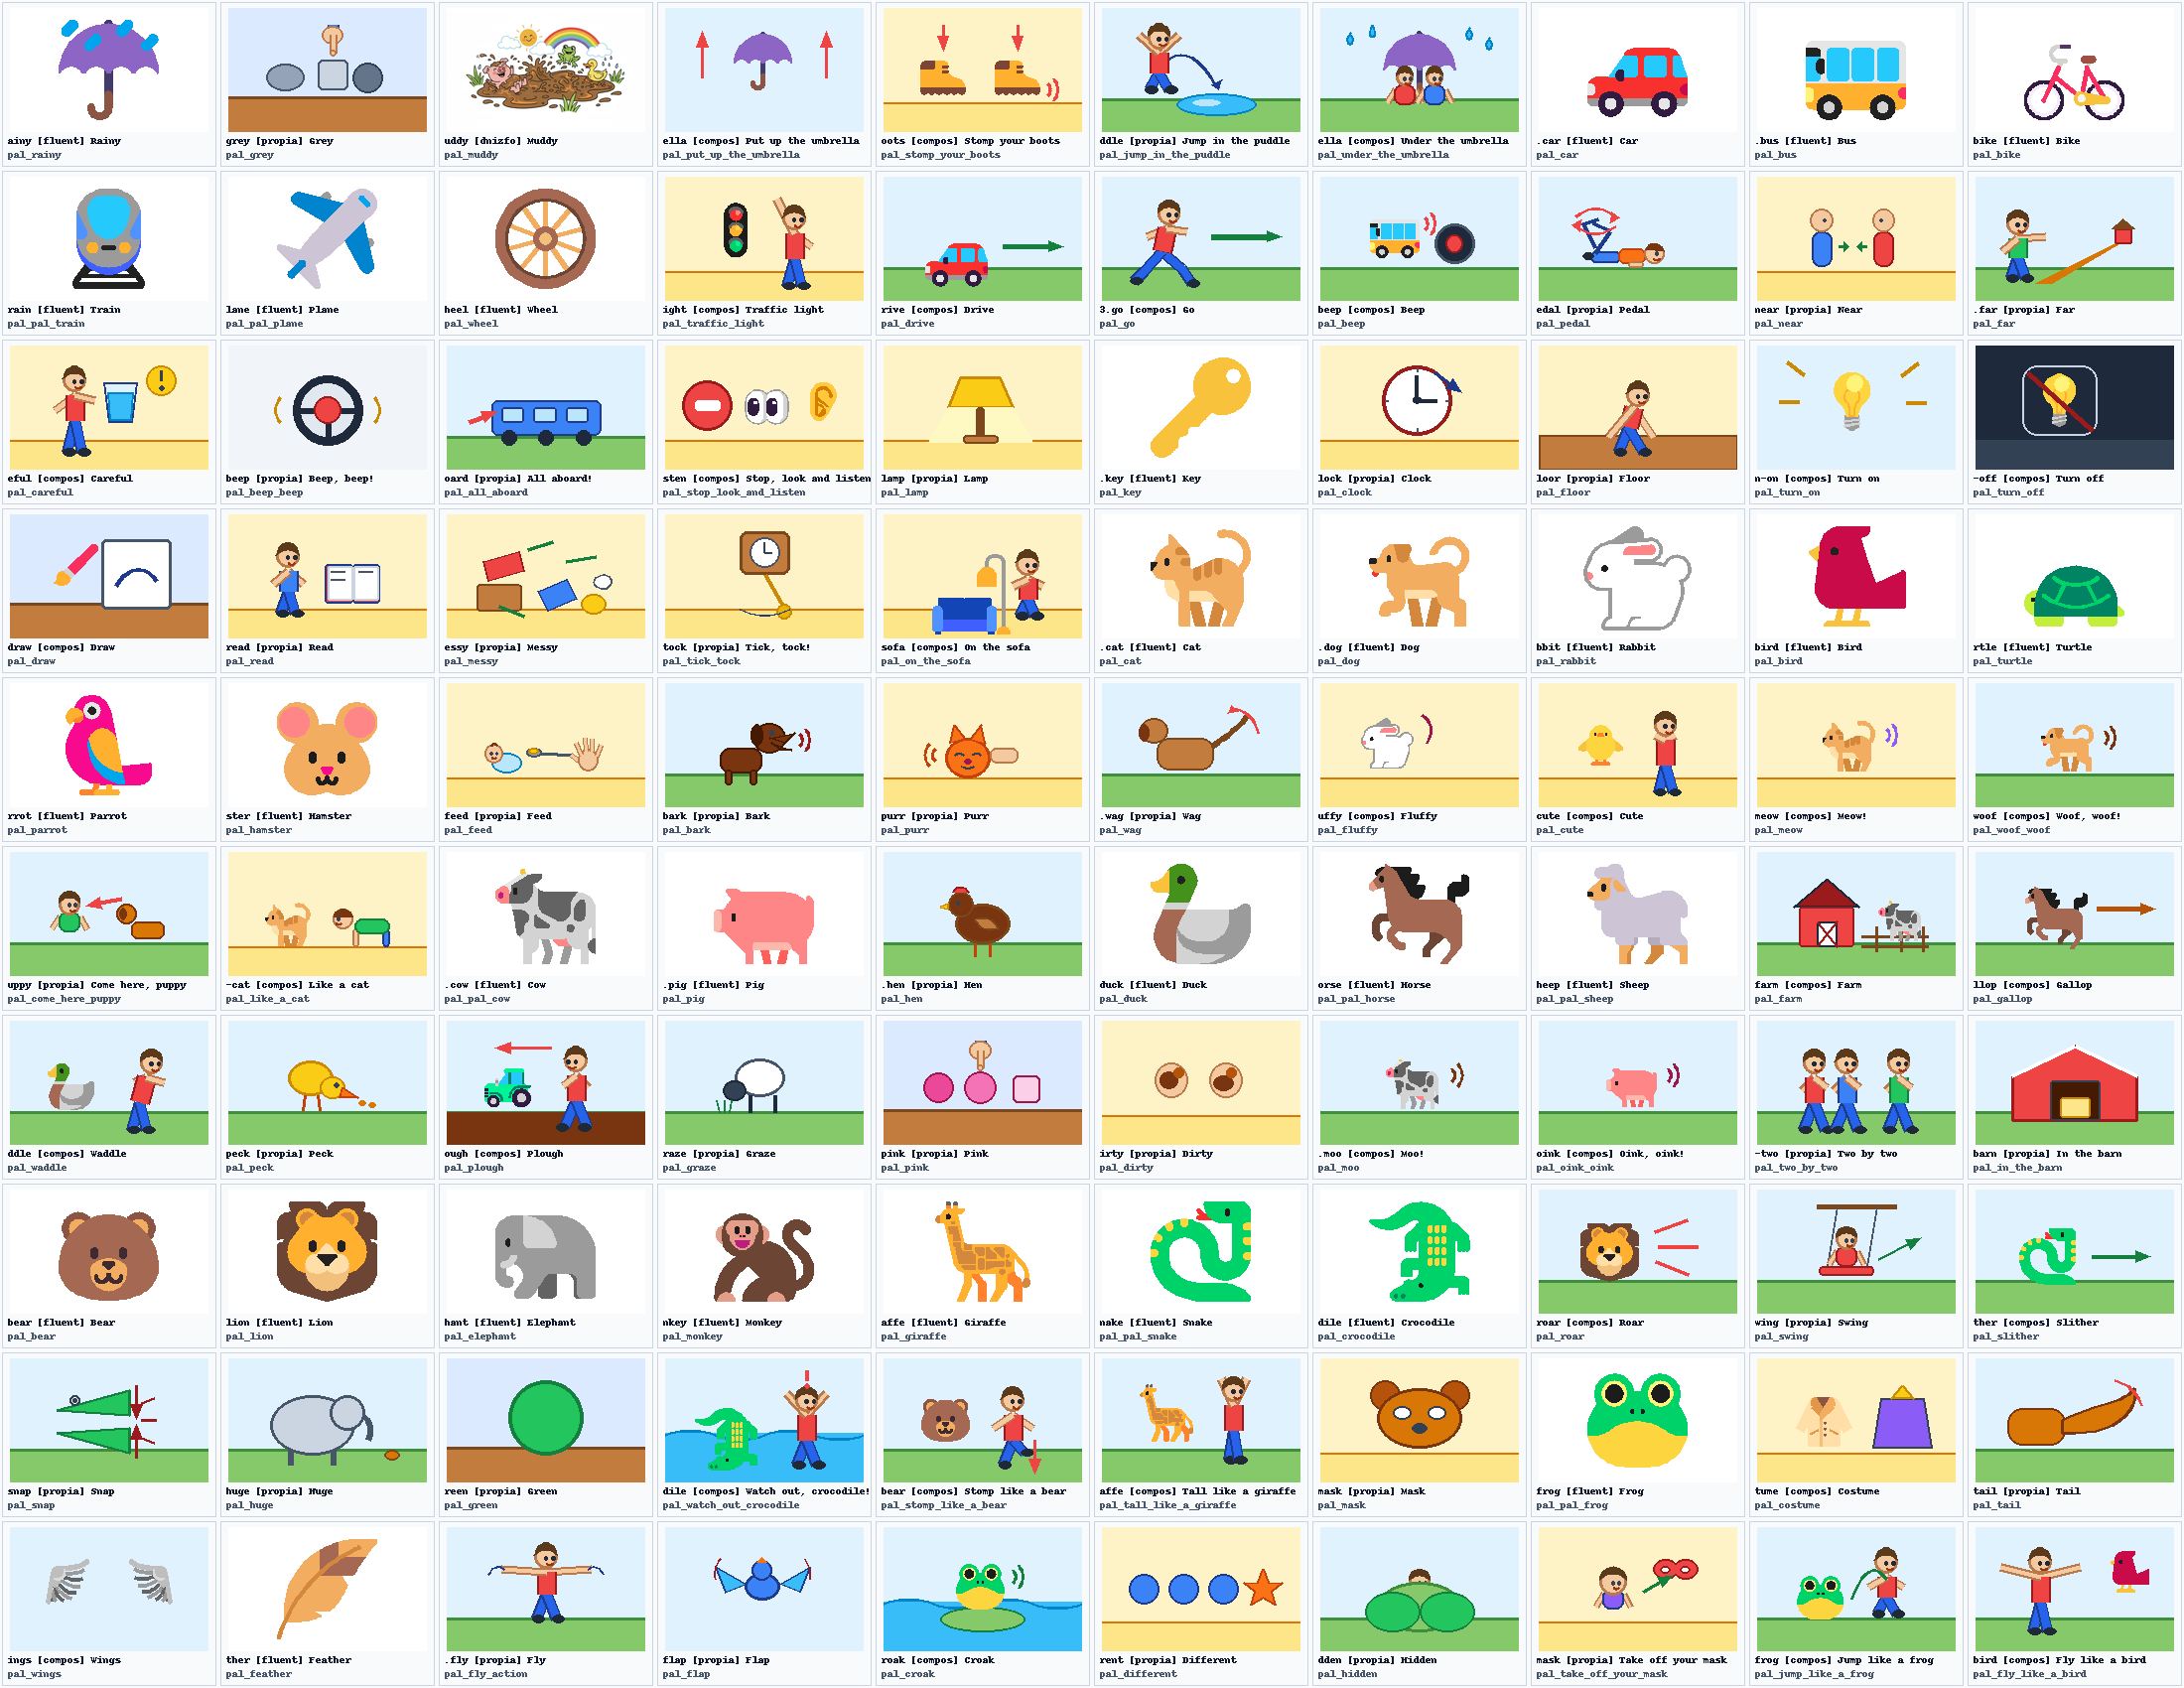 ainy [fluent] Rainy
pal_rainy
grey [propia] Grey
pal_grey
uddy [dnizfo] Muddy
pal_muddy
ella [compos] Put up the umbrella
pal_put_up_the_umbrella
oots [compos] Stomp your boots
pal_stomp_your_boots
ddle [propia] Jump in the puddle
pal_jump_in_the_puddle
ella [compos] Under the umbrella
pal_under_the_umbrella
.car [fluent] Car
pal_car
.bus [fluent] Bus
pal_bus
bike [fluent] Bike
pal_bike
rain [fluent] Train
pal_pal_train
lane [fluent] Plane
pal_pal_plane
heel [fluent] Wheel
pal_wheel
ight [compos] Traffic light
pal_traffic_light
rive [compos] Drive
pal_drive
3.go [compos] Go
pal_go
beep [compos] Beep
pal_beep
edal [propia] Pedal
pal_pedal
near [propia] Near
pal_near
.far [propia] Far
pal_far
eful [compos] Careful
pal_careful
beep [propia] Beep, beep!
pal_beep_beep
oard [propia] All aboard!
pal_all_aboard
sten [compos] Stop, look and listen
pal_stop_look_and_listen
lamp [propia] Lamp
pal_lamp
.key [fluent] Key
pal_key
lock [propia] Clock
pal_clock
loor [propia] Floor
pal_floor
n-on [compos] Turn on
pal_turn_on
-off [compos] Turn off
pal_turn_off
draw [compos] Draw
pal_draw
read [propia] Read
pal_read
essy [propia] Messy
pal_messy
tock [propia] Tick, tock!
pal_tick_tock
sofa [compos] On the sofa
pal_on_the_sofa
.cat [fluent] Cat
pal_cat
.dog [fluent] Dog
pal_dog
bbit [fluent] Rabbit
pal_rabbit
bird [fluent] Bird
pal_bird
rtle [fluent] Turtle
pal_turtle
rrot [fluent] Parrot
pal_parrot
ster [fluent] Hamster
pal_hamster
feed [propia] Feed
pal_feed
bark [propia] Bark
pal_bark
purr [propia] Purr
pal_purr
.wag [propia] Wag
pal_wag
uffy [compos] Fluffy
pal_fluffy
cute [compos] Cute
pal_cute
meow [compos] Meow!
pal_meow
woof [compos] Woof, woof!
pal_woof_woof
uppy [propia] Come here, puppy
pal_come_here_puppy
-cat [compos] Like a cat
pal_like_a_cat
.cow [fluent] Cow
pal_pal_cow
.pig [fluent] Pig
pal_pig
.hen [propia] Hen
pal_hen
duck [fluent] Duck
pal_duck
orse [fluent] Horse
pal_pal_horse
heep [fluent] Sheep
pal_pal_sheep
farm [compos] Farm
pal_farm
llop [compos] Gallop
pal_gallop
ddle [compos] Waddle
pal_waddle
peck [propia] Peck
pal_peck
ough [compos] Plough
pal_plough
raze [propia] Graze
pal_graze
pink [propia] Pink
pal_pink
irty [propia] Dirty
pal_dirty
.moo [compos] Moo!
pal_moo
oink [compos] Oink, oink!
pal_oink_oink
-two [propia] Two by two
pal_two_by_two
barn [propia] In the barn
pal_in_the_barn
bear [fluent] Bear
pal_bear
lion [fluent] Lion
pal_lion
hant [fluent] Elephant
pal_elephant
nkey [fluent] Monkey
pal_monkey
affe [fluent] Giraffe
pal_giraffe
nake [fluent] Snake
pal_pal_snake
dile [fluent] Crocodile
pal_crocodile
roar [compos] Roar
pal_roar
wing [propia] Swing
pal_swing
ther [compos] Slither
pal_slither
snap [propia] Snap
pal_snap
huge [propia] Huge
pal_huge
reen [propia] Green
pal_green
dile [compos] Watch out, crocodile!
pal_watch_out_crocodile
bear [compos] Stomp like a bear
pal_stomp_like_a_bear
affe [compos] Tall like a giraffe
pal_tall_like_a_giraffe
mask [propia] Mask
pal_mask
frog [fluent] Frog
pal_pal_frog
tume [compos] Costume
pal_costume
tail [propia] Tail
pal_tail
ings [compos] Wings
pal_wings
ther [fluent] Feather
pal_feather
.fly [propia] Fly
pal_fly_action
flap [propia] Flap
pal_flap
roak [compos] Croak
pal_croak
rent [propia] Different
pal_different
dden [propia] Hidden
pal_hidden
mask [propia] Take off your mask
pal_take_off_your_mask
frog [compos] Jump like a frog
pal_jump_like_a_frog
bird [compos] Fly like a bird
pal_fly_like_a_bird